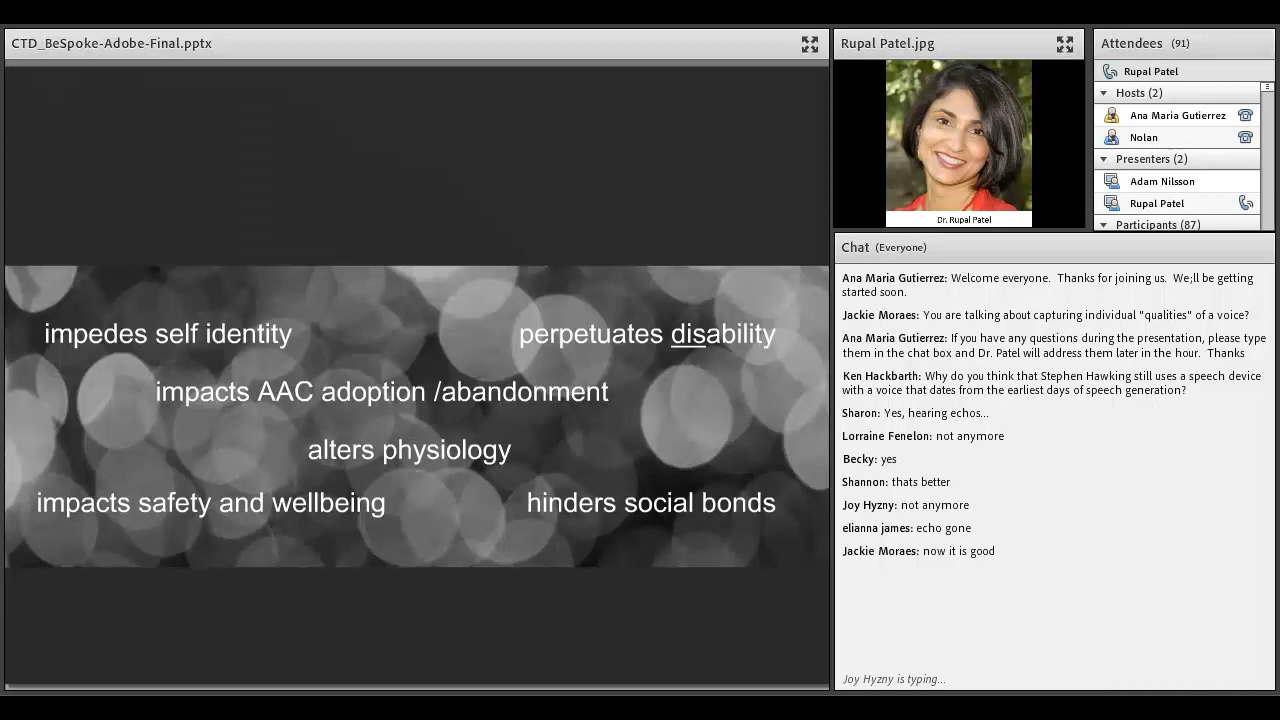 CTD_BeSpoke-Adobe-Final.pptx
impedes self identity
perpetuates disability
impacts AAC adoption /abandonment
alters physiology
impacts safety and wellbeing
hinders social bonds
Rupal Patel.jpg
Dr. Rupal Patel
Attendees (91)
Rupal Patel
Hosts (2)
Ana Maria Gutierrez
Nolan
Presenters (2)
Adam Nilsson
Rupal Patel
Participants (87)
Chat (Everyone)
Ana Maria Gutierrez: Welcome everyone. Thanks for joining us. We;ll be getting
started soon.
Jackie Moraes: You are talking about capturing individual "qualities" of a voice?
Ana Maria Gutierrez: If you have any questions during the presentation, please type
them in the chat box and Dr. Patel will address them later in the hour. Thanks
Ken Hackbarth: Why do you think that Stephen Hawking still uses a speech device
with a voice that dates from the earliest days of speech generation?
Sharon: Yes, hearing echos...
Lorraine Fenelon: not anymore
Becky: yes
Shannon: thats better
Joy Hyzny: not anymore
elianna james: echo gone
Jackie Moraes: now it is good
Joy Hyzny is typing...